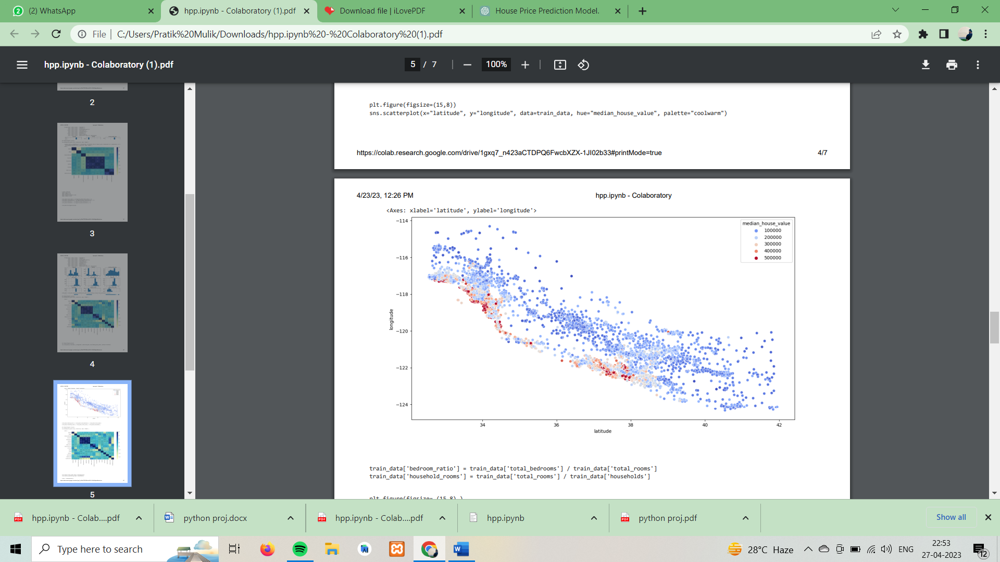 (2) WhatsApp
hpp.ipynb - Colaboratory (1).pdf
Download file | iLovePDF
House Price Prediction Model.
File
C:/Users/Pratik%20Mulik/Downloads/hpp.ipynb%20-%20Colaboratory%20(1).pdf
hpp.ipynb - Colaboratory (1).pdf
5 / 7
100%
2
3
4
5
plt.figure(figsize=(15,8))
sns.scatterplot(x="latitude", y="longitude", data=train_data, hue="median_house_value", palette="coolwarm")
https://colab.research.google.com/drive/1gxq7_n423aCTDPQ6FwcbXZX-1JI02b33#printMode=true
4/7
4/23/23, 12:26 PM
hpp.ipynb - Colaboratory
<Axes: xlabel='latitude', ylabel='longitude'>
median_house_value
100000
200000
300000
400000
500000
−114
−116
−118
−120
−122
−124
longitude
34
36
38
40
42
latitude
train_data['bedroom_ratio'] = train_data['total_bedrooms'] / train_data['total_rooms']
train_data['household_rooms'] = train_data['total_rooms'] / train_data['households']
plt.figure(figsize= (15,8) )
hpp.ipynb - Colab....pdf
python proj.docx
hpp.ipynb - Colab....pdf
hpp.ipynb
python proj.pdf
Show all
Type here to search
28°C Haze
ENG
22:53
27-04-2023
12